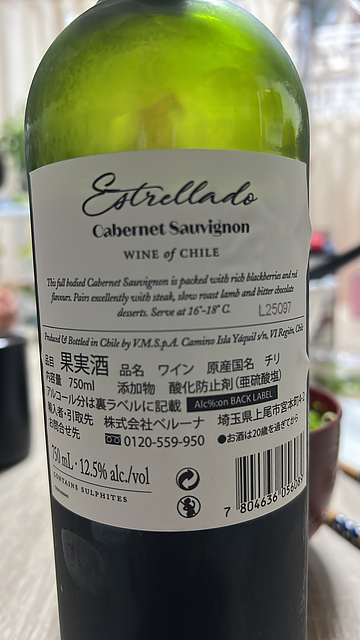 Estrellado
Cabernet Sauvignon
WINE of CHILE
This full bodied Cabernet Sauvignon is packed with rich blackberries and red
flavours. Pairs excellently with steak, slow roast lamb and bitter chocolate
desserts. Serve at 16°-18° C.
L25097
Produced & Bottled in Chile by V.M.S.p.A. Camino Isla Yáquil s/n, VI Región, Chile
品目 果実酒 品名 ワイン 原産国名 チリ
内容量 750ml 添加物 酸化防止剤(亜硫酸塩)
アルコール分は裏ラベルに記載 Alc%:on BACK LABEL
輸入者・引取先 株式会社ベルーナ 埼玉県上尾市宮本町4-2
お問合せ先 0120-559-950 ●お酒は20歳を過ぎてから
750 mL · 12.5% alc./vol
CONTAINS SULPHITES
7 804636 056089